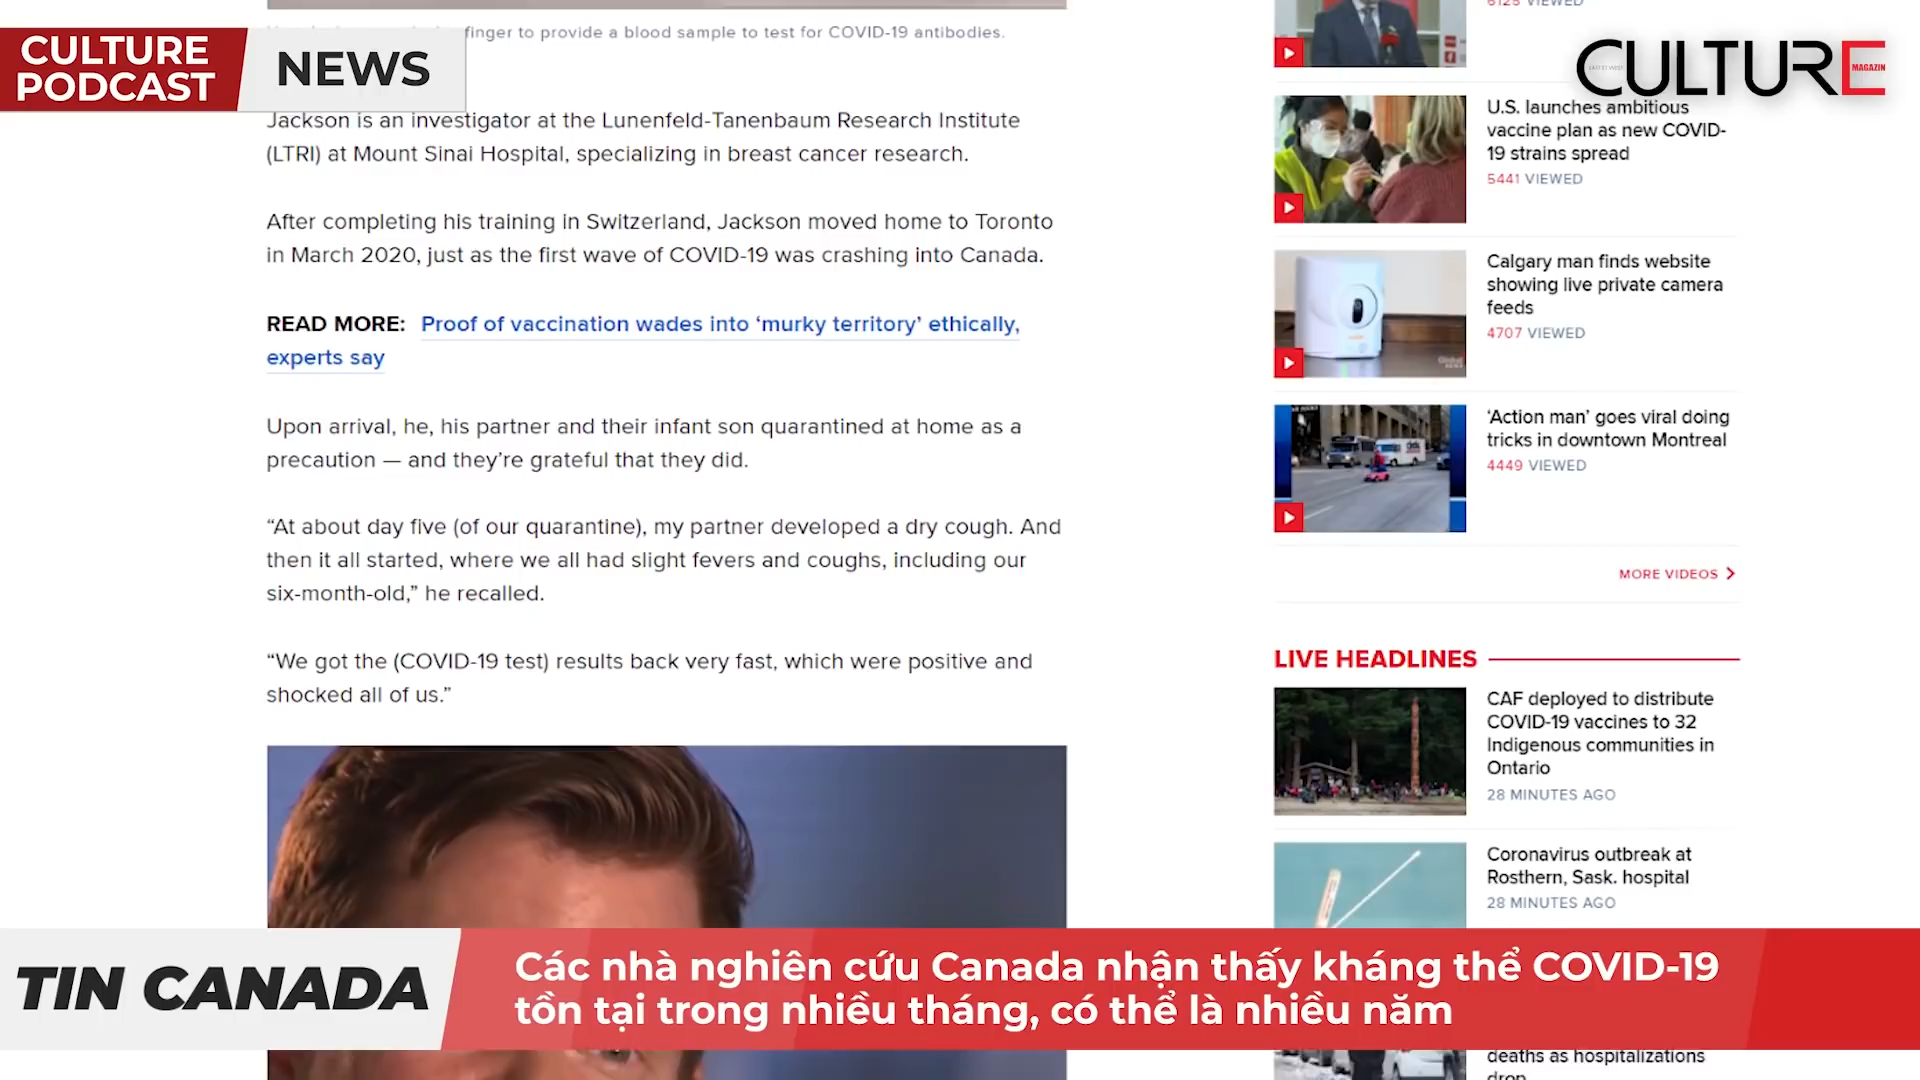 CULTURE
PODCAST
NEWS
finger to provide a blood sample to test for COVID-19 antibodies.
Jackson is an investigator at the Lunenfeld-Tanenbaum Research Institute
(LTRI) at Mount Sinai Hospital, specializing in breast cancer research.
After completing his training in Switzerland, Jackson moved home to Toronto
in March 2020, just as the first wave of COVID-19 was crashing into Canada.
READ MORE: Proof of vaccination wades into ‘murky territory’ ethically,
experts say
Upon arrival, he, his partner and their infant son quarantined at home as a
precaution — and they’re grateful that they did.
“At about day five (of our quarantine), my partner developed a dry cough. And
then it all started, where we all had slight fevers and coughs, including our
six-month-old,” he recalled.
“We got the (COVID-19 test) results back very fast, which were positive and
shocked all of us.”
6125 VIEWED
CULTURE
MAGAZIN
U.S. launches ambitious
vaccine plan as new COVID-
19 strains spread
5441 VIEWED
Calgary man finds website
showing live private camera
feeds
4707 VIEWED
Global
NEWS
‘Action man’ goes viral doing
tricks in downtown Montreal
4449 VIEWED
MORE VIDEOS
LIVE HEADLINES
CAF deployed to distribute
COVID-19 vaccines to 32
Indigenous communities in
Ontario
28 MINUTES AGO
Coronavirus outbreak at
Rosthern, Sask. hospital
28 MINUTES AGO
deaths as hospitalizations
drop
TIN CANADA
Các nhà nghiên cứu Canada nhận thấy kháng thể COVID-19
tồn tại trong nhiều tháng, có thể là nhiều năm